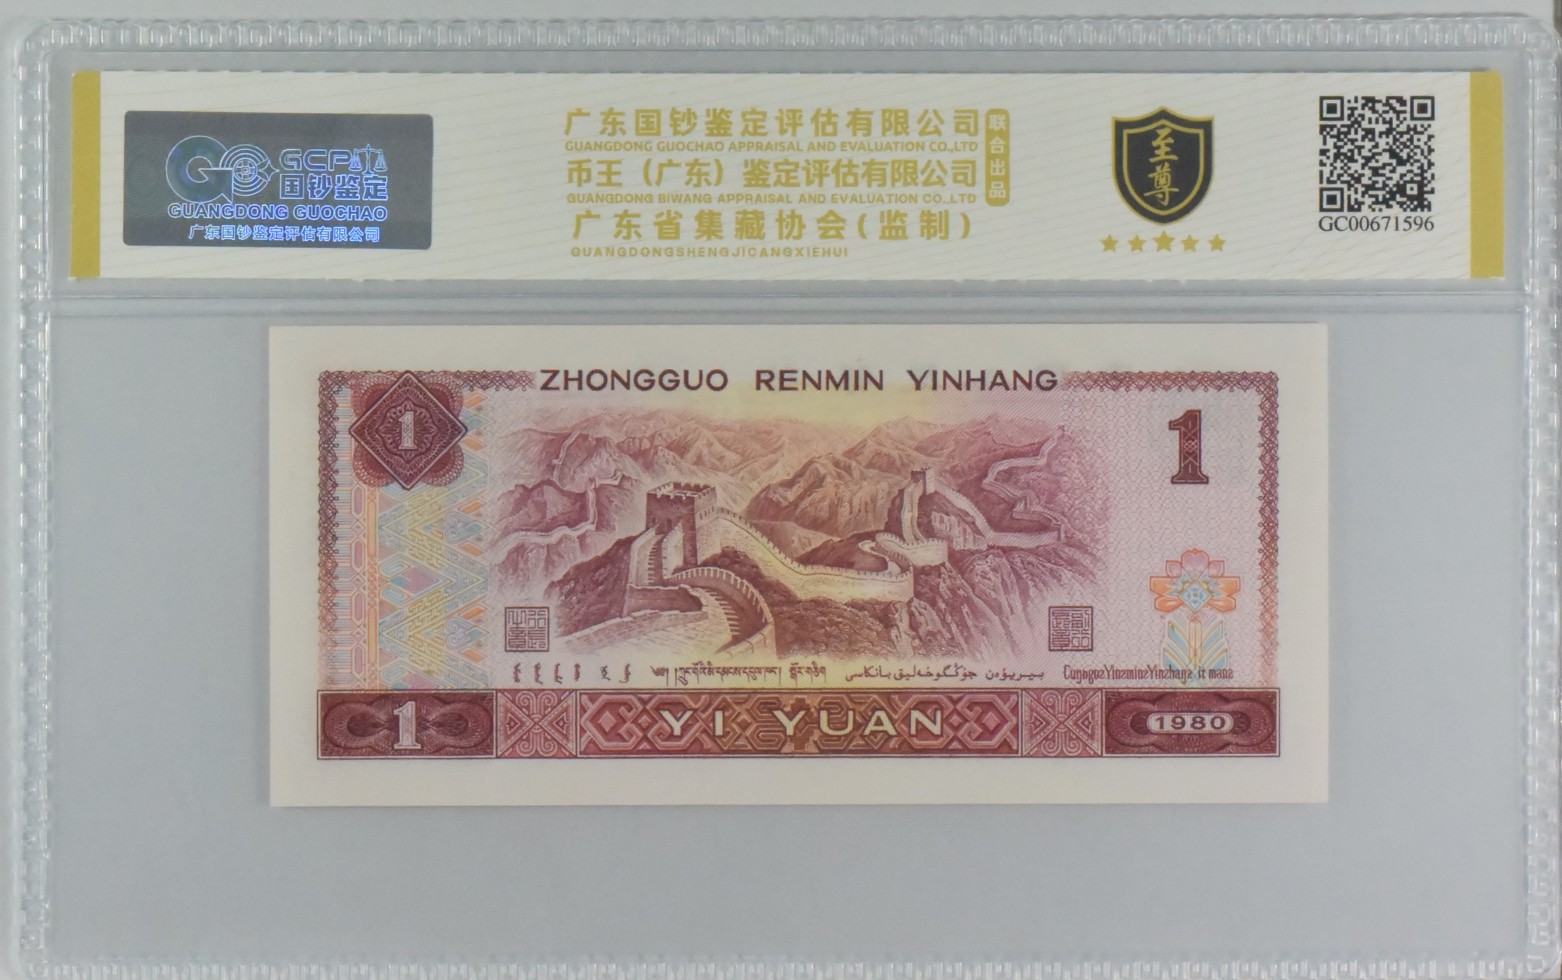 GCP
国钞鉴定
GUANGDONG GUOCHAO
广东国钞鉴定评估有限公司
广东国钞鉴定评估有限公司
GUANGDONG GUOCHAO APPRAISAL AND EVALUATION CO.,LTD
币王（广东）鉴定评估有限公司
GUANGDONG BIWANG APPRAISAL AND EVALUATION CO.,LTD
广东省集藏协会(监制)
GUANGDONGSHENGJICANGXIEHUI
联合出品
至尊
GC00671596
ZHONGGUO RENMIN YINHANG
1
1
1
YI YUAN
1980